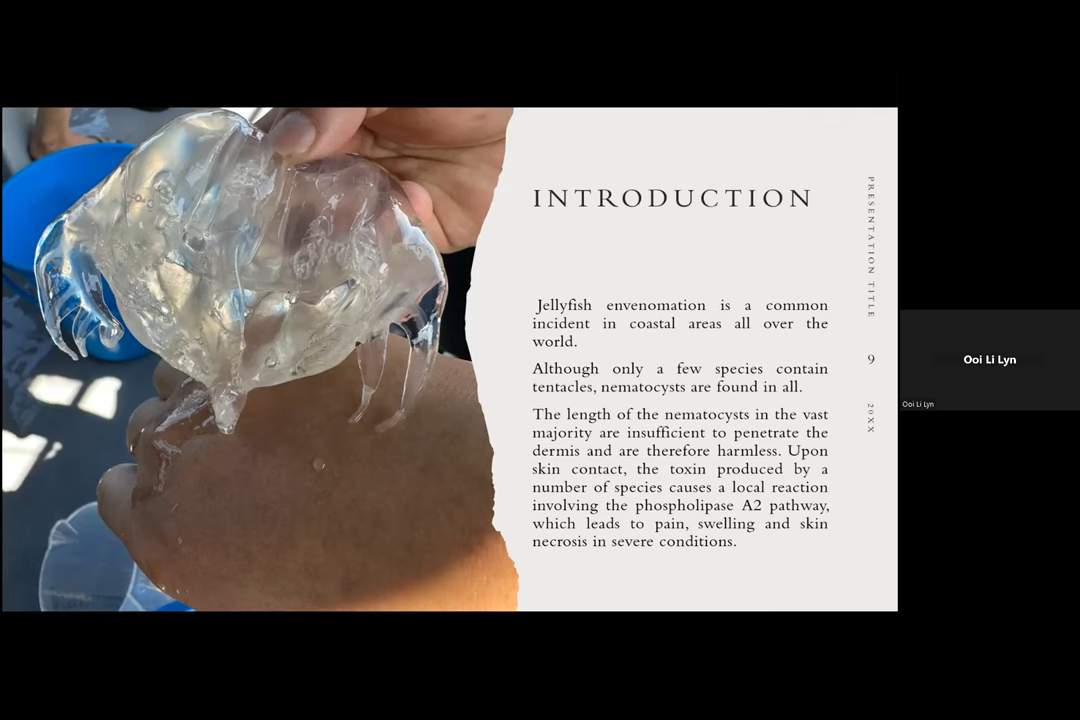 INTRODUCTION
Jellyfish envenomation is a common
incident in coastal areas all over the
world.
Although only a few species contain
tentacles, nematocysts are found in all.
The length of the nematocysts in the vast
majority are insufficient to penetrate the
dermis and are therefore harmless. Upon
skin contact, the toxin produced by a
number of species causes a local reaction
involving the phospholipase A2 pathway,
which leads to pain, swelling and skin
necrosis in severe conditions.
PRESENTATION TITLE
9
20XX
Ooi Li Lyn
Ooi Li Lyn